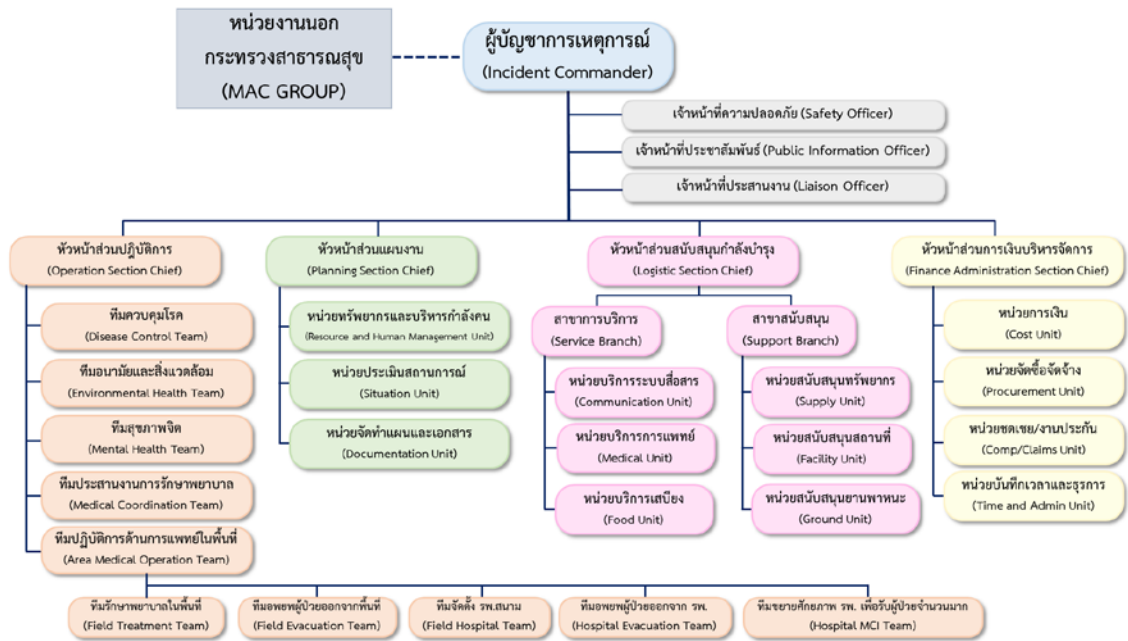 หน่วยงานนอก
กระทรวงสาธารณสุข
(MAC GROUP)
ผู้บัญชาการเหตุการณ์
(Incident Commander)
เจ้าหน้าที่ความปลอดภัย (Safety Officer)
เจ้าหน้าที่ประชาสัมพันธ์ (Public Information Officer)
เจ้าหน้าที่ประสานงาน (Liaison Officer)
หัวหน้าส่วนปฏิบัติการ
(Operation Section Chief)
ทีมควบคุมโรค
(Disease Control Team)
ทีมอนามัยและสิ่งแวดล้อม
(Environmental Health Team)
ทีมสุขภาพจิต
(Mental Health Team)
ทีมประสานงานการรักษาพยาบาล
(Medical Coordination Team)
ทีมปฏิบัติการด้านการแพทย์ในพื้นที่
(Area Medical Operation Team)
หัวหน้าส่วนแผนงาน
(Planning Section Chief)
หน่วยทรัพยากรและบริหารกำลังคน
(Resource and Human Management Unit)
หน่วยประเมินสถานการณ์
(Situation Unit)
หน่วยจัดทำแผนและเอกสาร
(Documentation Unit)
หัวหน้าส่วนสนับสนุนกำลังบำรุง
(Logistic Section Chief)
สาขาการบริการ
(Service Branch)
หน่วยบริการระบบสื่อสาร
(Communication Unit)
หน่วยบริการการแพทย์
(Medical Unit)
หน่วยบริการเสบียง
(Food Unit)
สาขาสนับสนุน
(Support Branch)
หน่วยสนับสนุนทรัพยากร
(Supply Unit)
หน่วยสนับสนุนสถานที่
(Facility Unit)
หน่วยสนับสนุนยานพาหนะ
(Ground Unit)
หัวหน้าส่วนการเงินบริหารจัดการ
(Finance Administration Section Chief)
หน่วยการเงิน
(Cost Unit)
หน่วยจัดซื้อจัดจ้าง
(Procurement Unit)
หน่วยชดเชย/งานประกัน
(Comp/Claims Unit)
หน่วยบันทึกเวลาและธุรการ
(Time and Admin Unit)
ทีมรักษาพยาบาลในพื้นที่
(Field Treatment Team)
ทีมอพยพผู้ป่วยออกจากพื้นที่
(Field Evacuation Team)
ทีมจัดตั้ง รพ.สนาม
(Field Hospital Team)
ทีมอพยพผู้ป่วยออกจาก รพ.
(Hospital Evacuation Team)
ทีมขยายศักยภาพ รพ. เพื่อรับผู้ป่วยจำนวนมาก
(Hospital MCI Team)